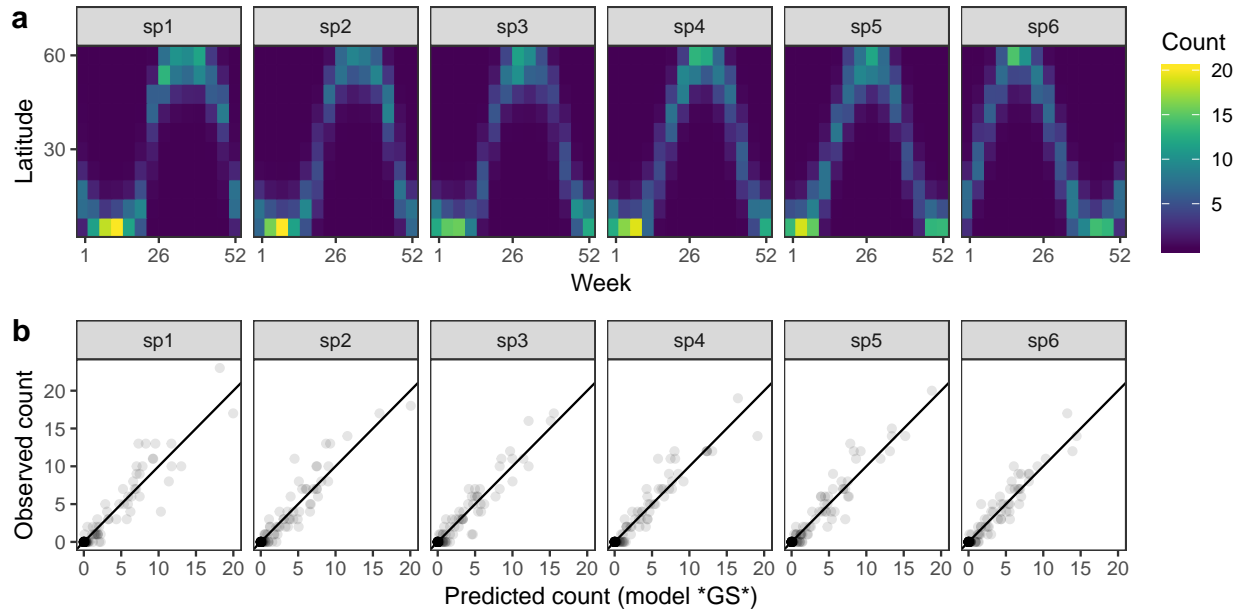 a
sp1 sp2 sp3 sp4 sp5 sp6
Latitude
60
30
1 26 52 1 26 52 1 26 52 1 26 52 1 26 52 1 26 52
Week
Count
20
15
10
5
b
sp1 sp2 sp3 sp4 sp5 sp6
Observed count
20
15
10
5
0
0 5 10 15 20 0 5 10 15 20 0 5 10 15 20 0 5 10 15 20 0 5 10 15 20 0 5 10 15 20
Predicted count (model *GS*)